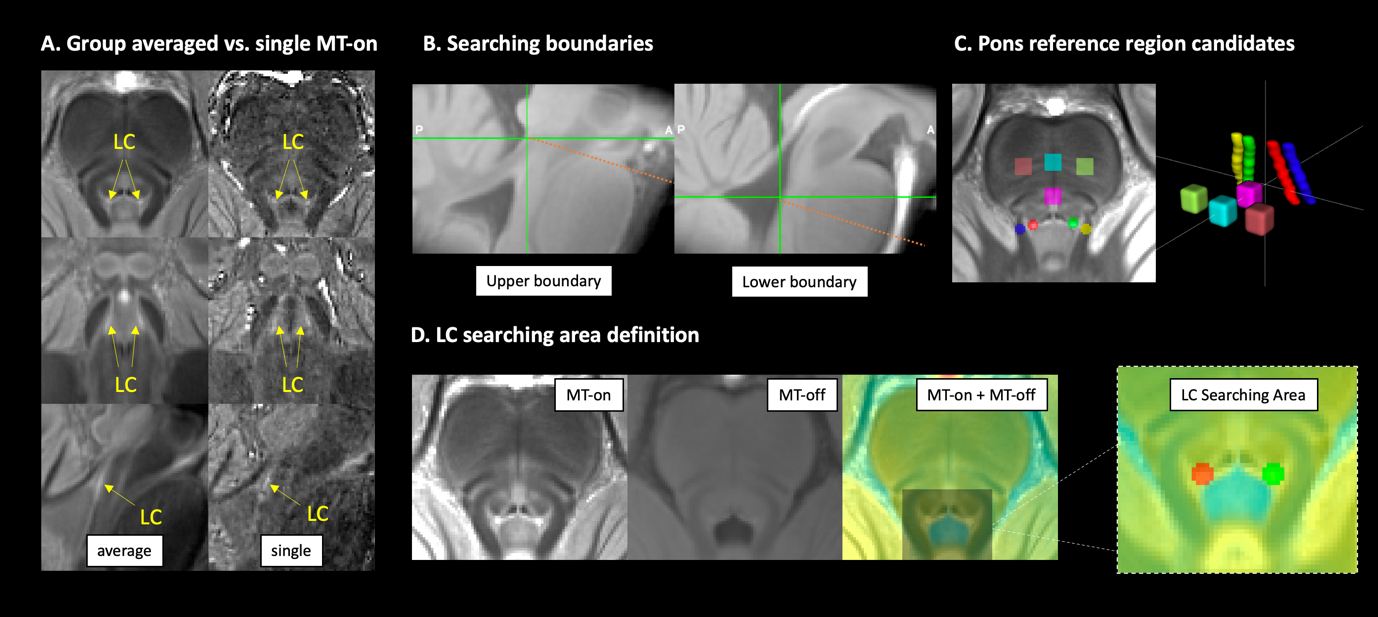 A. Group averaged vs. single MT-on
LC
LC
LC
LC
LC
LC
average
single
B. Searching boundaries
P
A
P
A
Upper boundary
Lower boundary
C. Pons reference region candidates
D. LC searching area definition
MT-on
MT-off
MT-on + MT-off
LC Searching Area